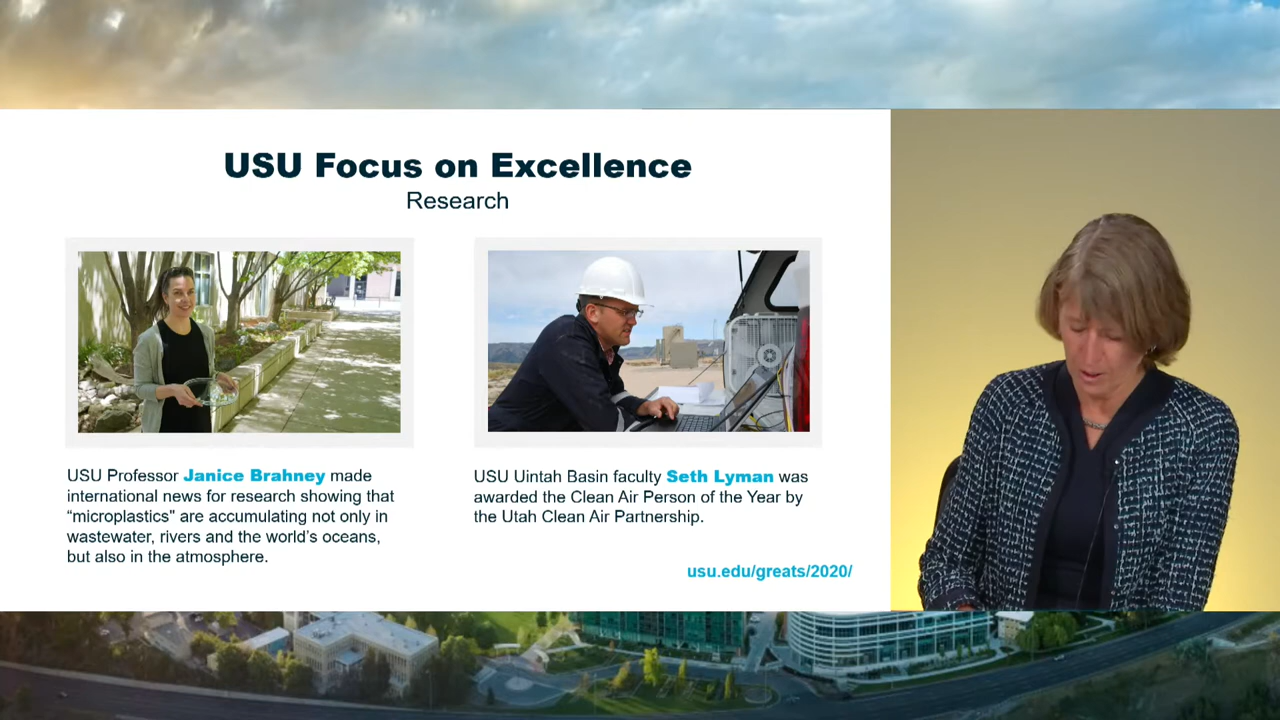 USU Focus on Excellence
Research
USU Professor Janice Brahney made
international news for research showing that
“microplastics" are accumulating not only in
wastewater, rivers and the world’s oceans,
but also in the atmosphere.
USU Uintah Basin faculty Seth Lyman was
awarded the Clean Air Person of the Year by
the Utah Clean Air Partnership.
usu.edu/greats/2020/